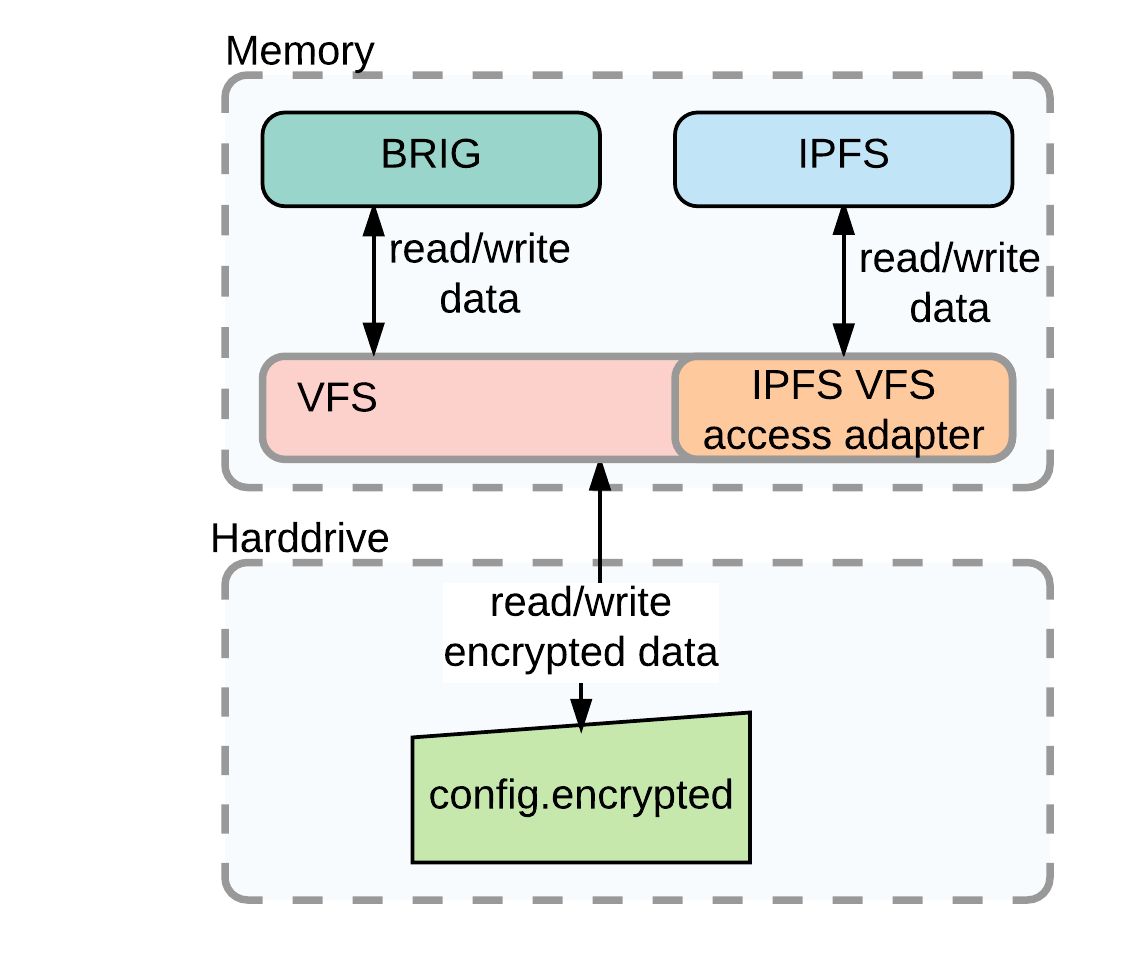 Memory
BRIG
IPFS
read/write
data
read/write
data
VFS
IPFS VFS
access adapter
Harddrive
read/write
encrypted data
config.encrypted